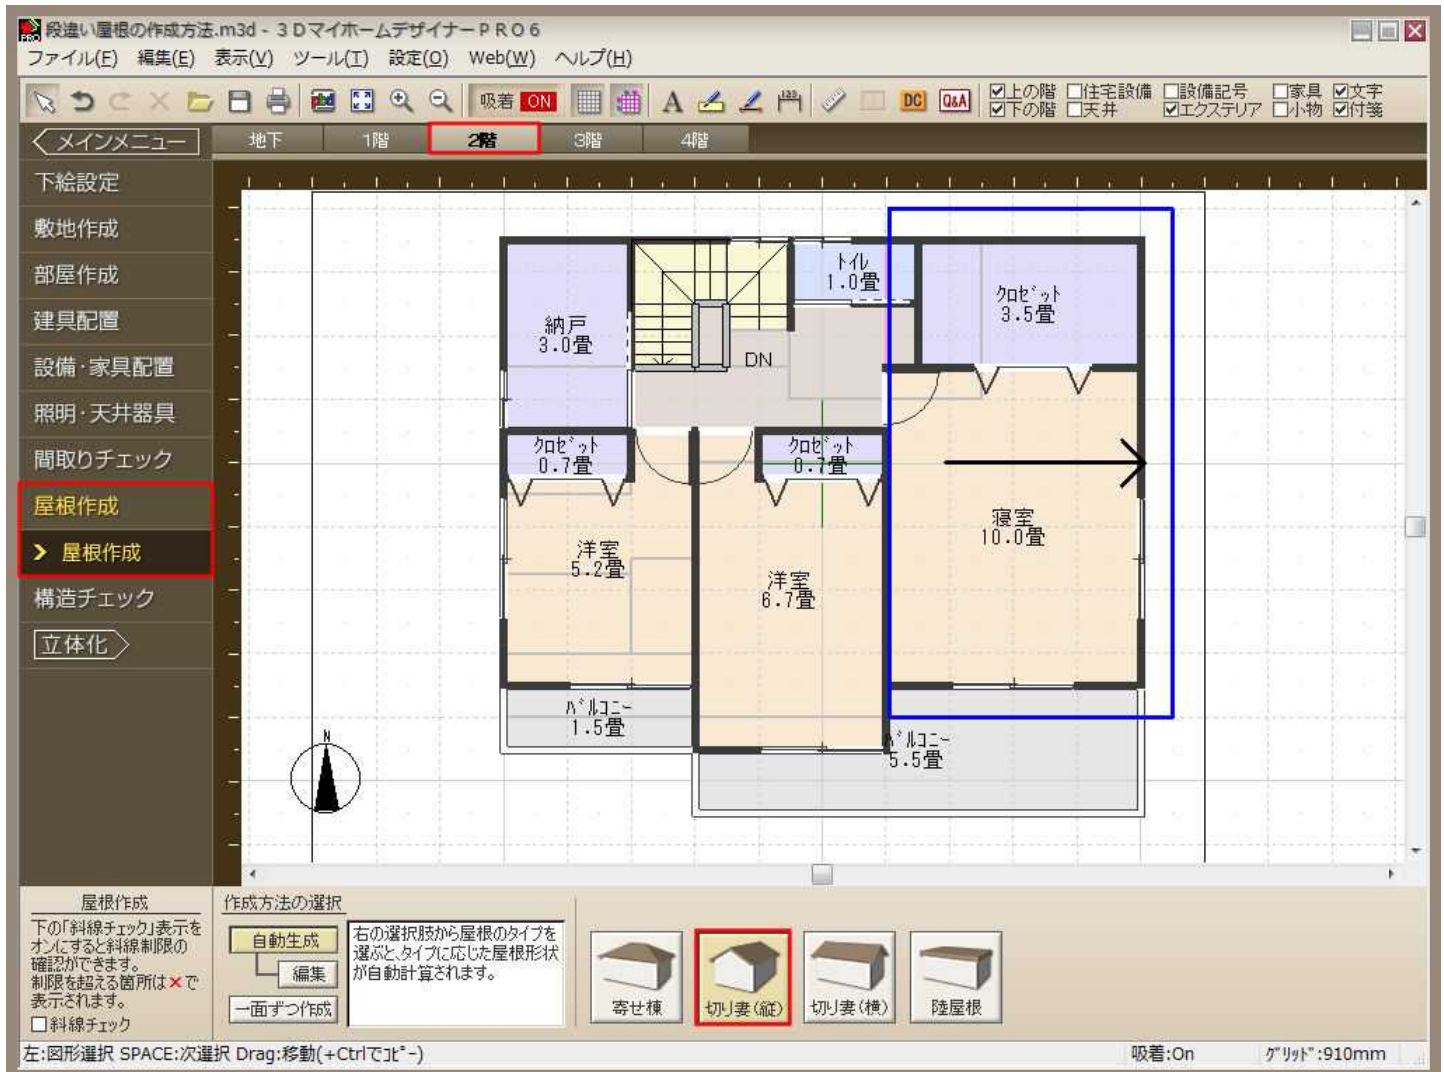 段違い屋根の作成方法.m3d - 3DマイホームデザイナーPRO6
ファイル(F) 編集(E) 表示(V) ツール(T) 設定(O) Web(W) ヘルプ(H)
吸着 ON A 123 DC Q&A
上の階 住宅設備 設備記号 家具 文字
下の階 天井 エクステリア 小物 付箋
メインメニュー
地下 1階 2階 3階 4階
下絵設定
敷地作成
部屋作成
建具配置
設備・家具配置
照明・天井器具
間取りチェック
屋根作成
屋根作成
構造チェック
立体化
トイレ
1.0畳
クロゼット
3.5畳
納戸
3.0畳
DN
クロゼット
0.7畳
クロゼット
0.7畳
寝室
10.0畳
洋室
5.2畳
洋室
6.7畳
バルコニー
1.5畳
バルコニー
5.5畳
N
屋根作成
下の「斜線チェック」表示を
オンにすると斜線制限の
確認ができます。
制限を超える箇所は×で
表示されます。
斜線チェック
作成方法の選択
自動生成
編集
一面ずつ作成
右の選択肢から屋根のタイプを
選ぶと、タイプに応じた屋根形状
が自動計算されます。
寄せ棟 切り妻(縦) 切り妻(横) 陸屋根
左:図形選択 SPACE:次選択 Drag:移動(+Ctrlでコピー)
吸着:On グリッド:910mm